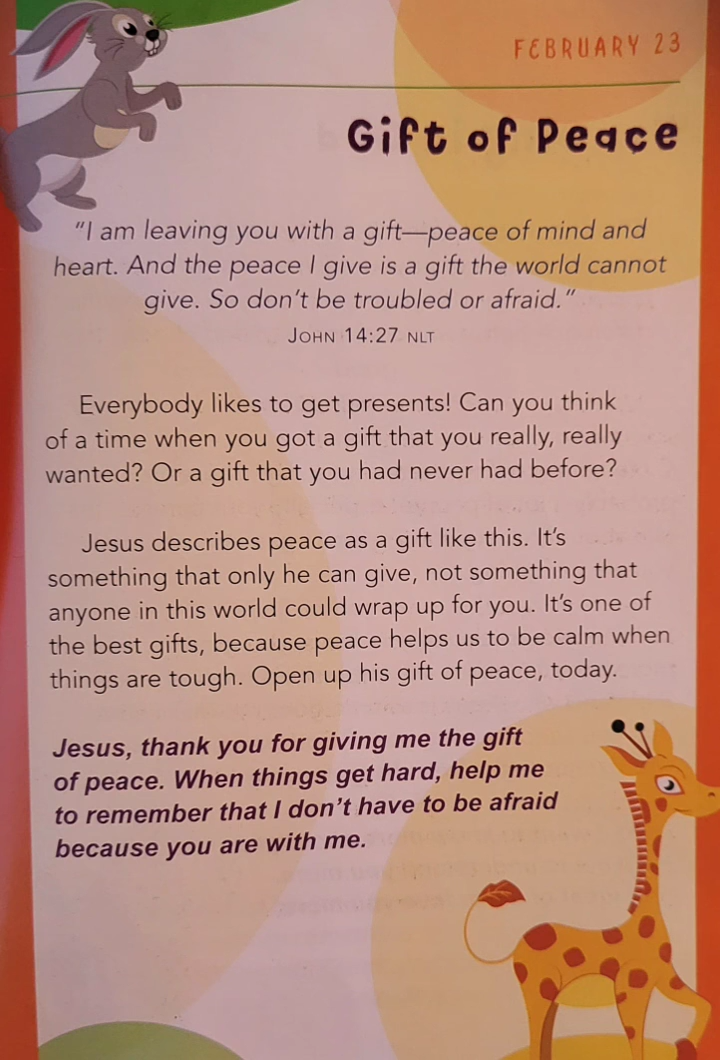 FEBRUARY 23
Gift of Peace
"I am leaving you with a gift—peace of mind and
heart. And the peace I give is a gift the world cannot
give. So don't be troubled or afraid."
JOHN 14:27 NLT
Everybody likes to get presents! Can you think
of a time when you got a gift that you really, really
wanted? Or a gift that you had never had before?
Jesus describes peace as a gift like this. It's
something that only he can give, not something that
anyone in this world could wrap up for you. It's one of
the best gifts, because peace helps us to be calm when
things are tough. Open up his gift of peace, today.
Jesus, thank you for giving me the gift
of peace. When things get hard, help me
to remember that I don't have to be afraid
because you are with me.